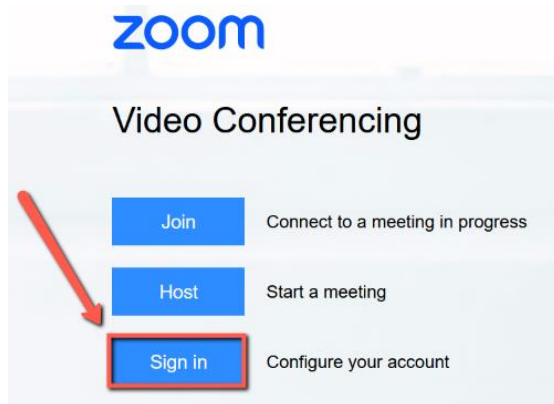 zoom
Video Conferencing
Join Connect to a meeting in progress
Host Start a meeting
Sign in Configure your account